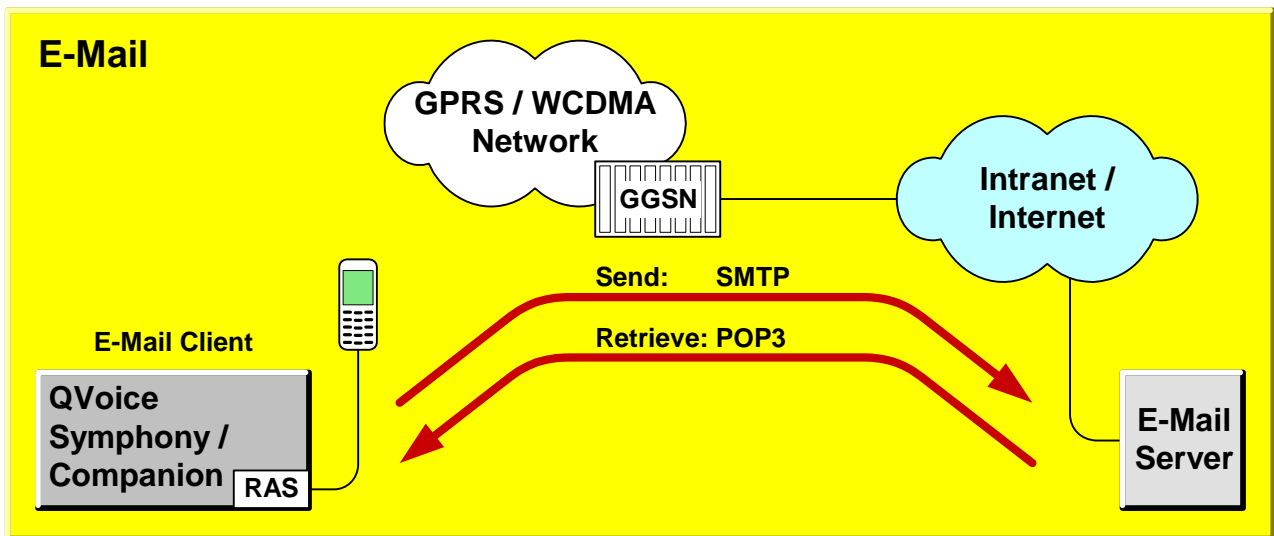 E-Mail
GPRS / WCDMA
Network
GGSN
Intranet /
Internet
Send: SMTP
Retrieve: POP3
E-Mail Client
QVoice
Symphony /
Companion
RAS
E-Mail
Server